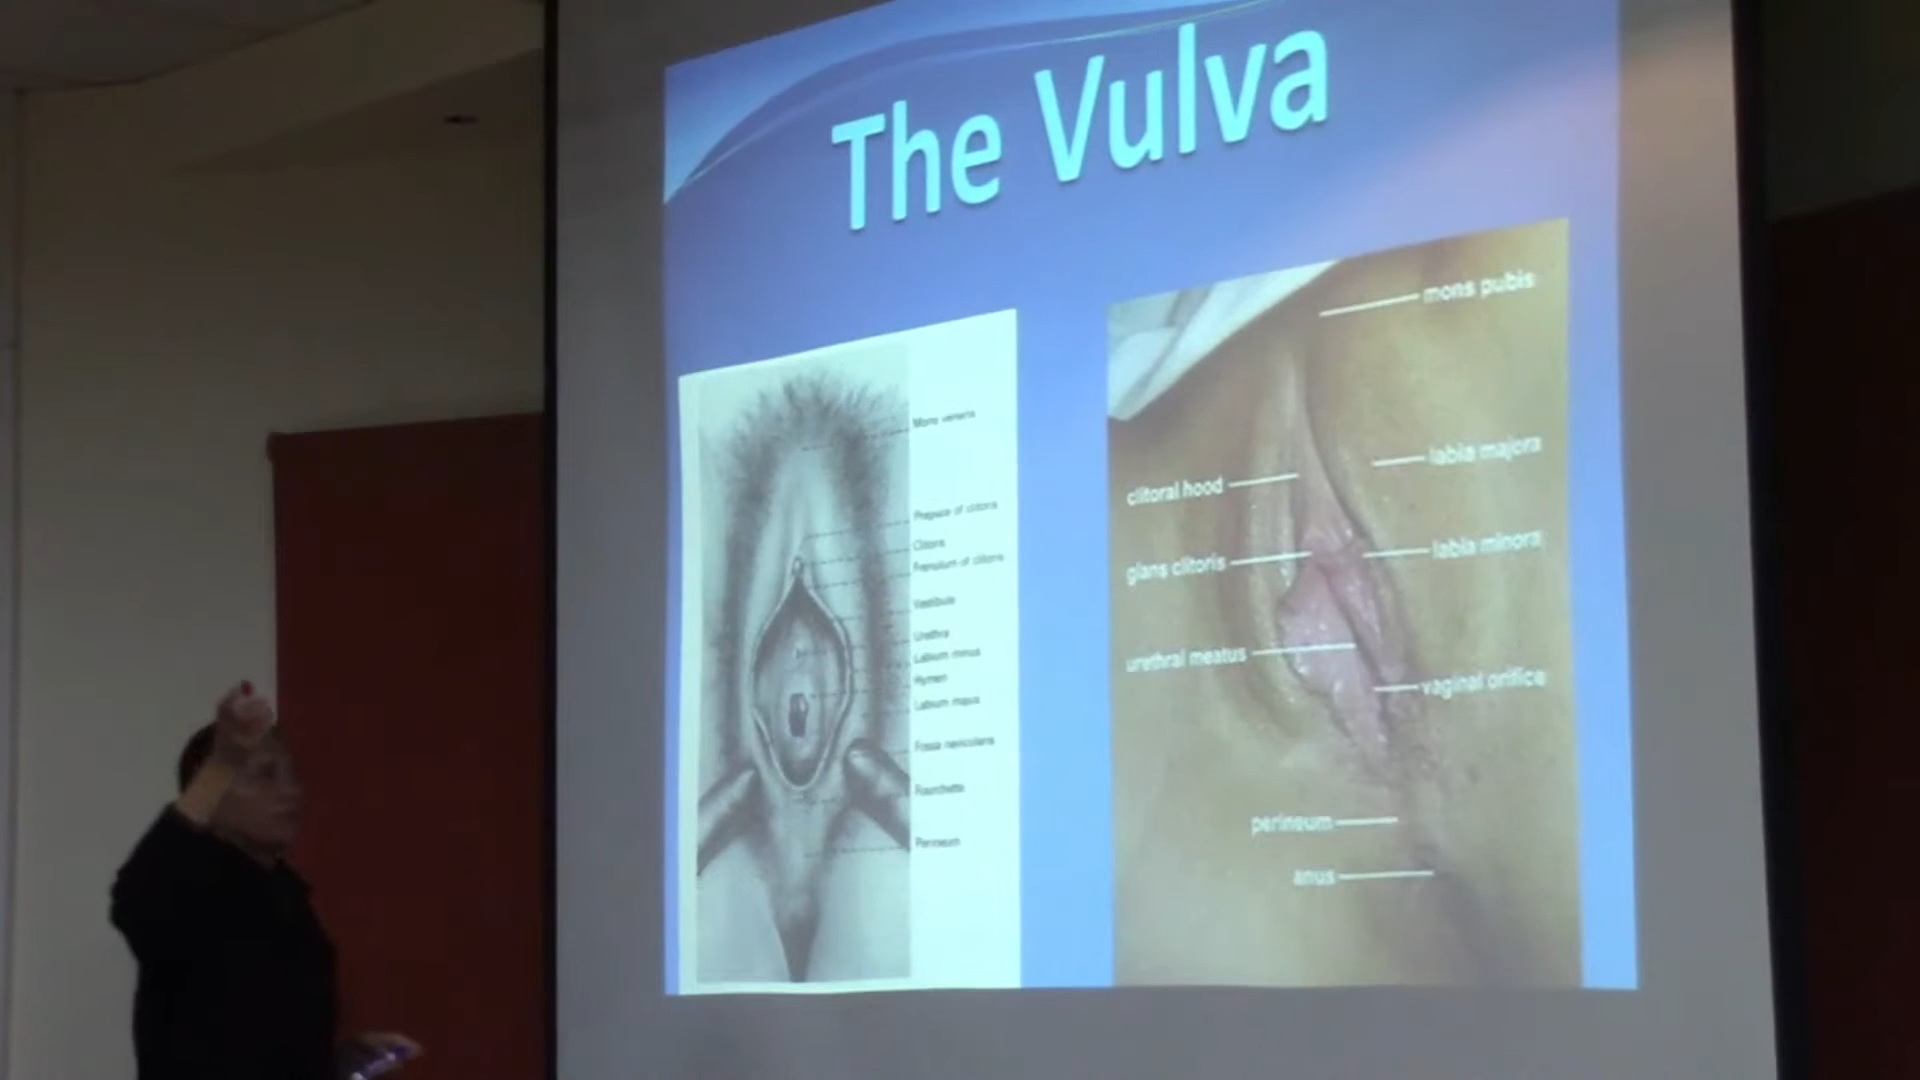 The Vulva
Mons veneris
Prepuce of clitoris
Clitoris
Frenulum of clitoris
Vestibule
Urethra
Labium minus
Hymen
Labium majus
Fossa navicularis
Fourchette
Perineum
mons pubis
labia majora
clitoral hood
labia minora
glans clitoris
urethral meatus
vaginal orifice
perineum
anus